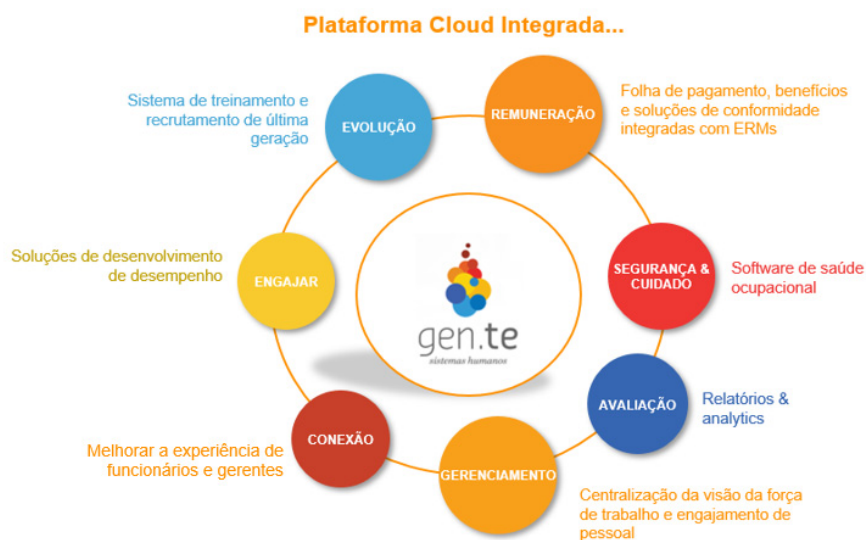 Plataforma Cloud Integrada...
Sistema de treinamento e
recrutamento de última
geração
EVOLUÇÃO
REMUNERAÇÃO
Folha de pagamento, benefícios
e soluções de conformidade
integradas com ERMs
Soluções de desenvolvimento
de desempenho
ENGAJAR
gen.te
sistemas humanos
SEGURANÇA &
CUIDADO
Software de saúde
ocupacional
AVALIAÇÃO
Relatórios &
analytics
CONEXÃO
Melhorar a experiência de
funcionários e gerentes
GERENCIAMENTO
Centralização da visão da força
de trabalho e engajamento de
pessoal